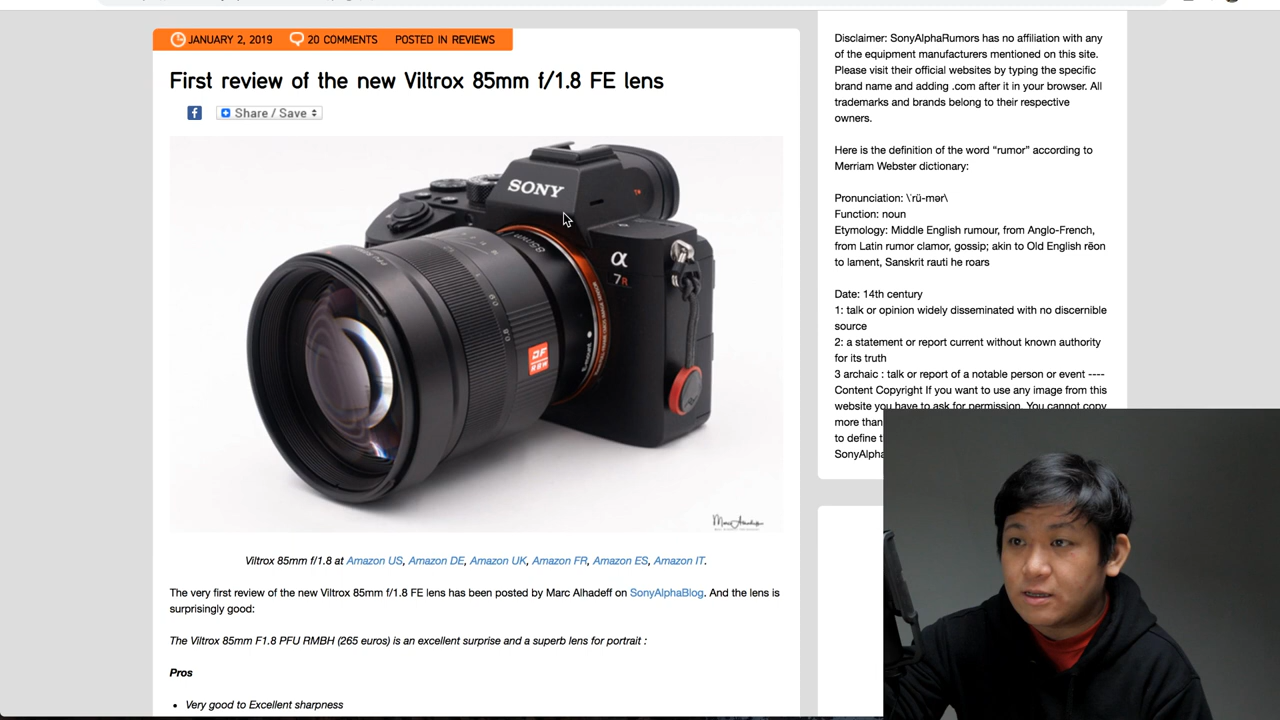 JANUARY 2, 2019 20 COMMENTS POSTED IN REVIEWS
First review of the new Viltrox 85mm f/1.8 FE lens
f Share / Save
SONY
α
7R
85mm
0.9
0.8
E-mount
DF
RBM
Viltrox 85mm f/1.8 at Amazon US, Amazon DE, Amazon UK, Amazon FR, Amazon ES, Amazon IT.
The very first review of the new Viltrox 85mm f/1.8 FE lens has been posted by Marc Alhadeff on SonyAlphaBlog. And the lens is
surprisingly good:
The Viltrox 85mm F1.8 PFU RMBH (265 euros) is an excellent surprise and a superb lens for portrait :
Pros
• Very good to Excellent sharpness
Disclaimer: SonyAlphaRumors has no affiliation with any
of the equipment manufacturers mentioned on this site.
Please visit their official websites by typing the specific
brand name and adding .com after it in your browser. All
trademarks and brands belong to their respective
owners.
Here is the definition of the word “rumor” according to
Merriam Webster dictionary:
Pronunciation: \ˈrü-mər\
Function: noun
Etymology: Middle English rumour, from Anglo-French,
from Latin rumor clamor, gossip; akin to Old English rēon
to lament, Sanskrit rauti he roars
Date: 14th century
1: talk or opinion widely disseminated with no discernible
source
2: a statement or report current without known authority
for its truth
3 archaic : talk or report of a notable person or event ----
Content Copyright If you want to use any image from this
website you have to ask for permission. You cannot copy
more than
to define
SonyAlpha